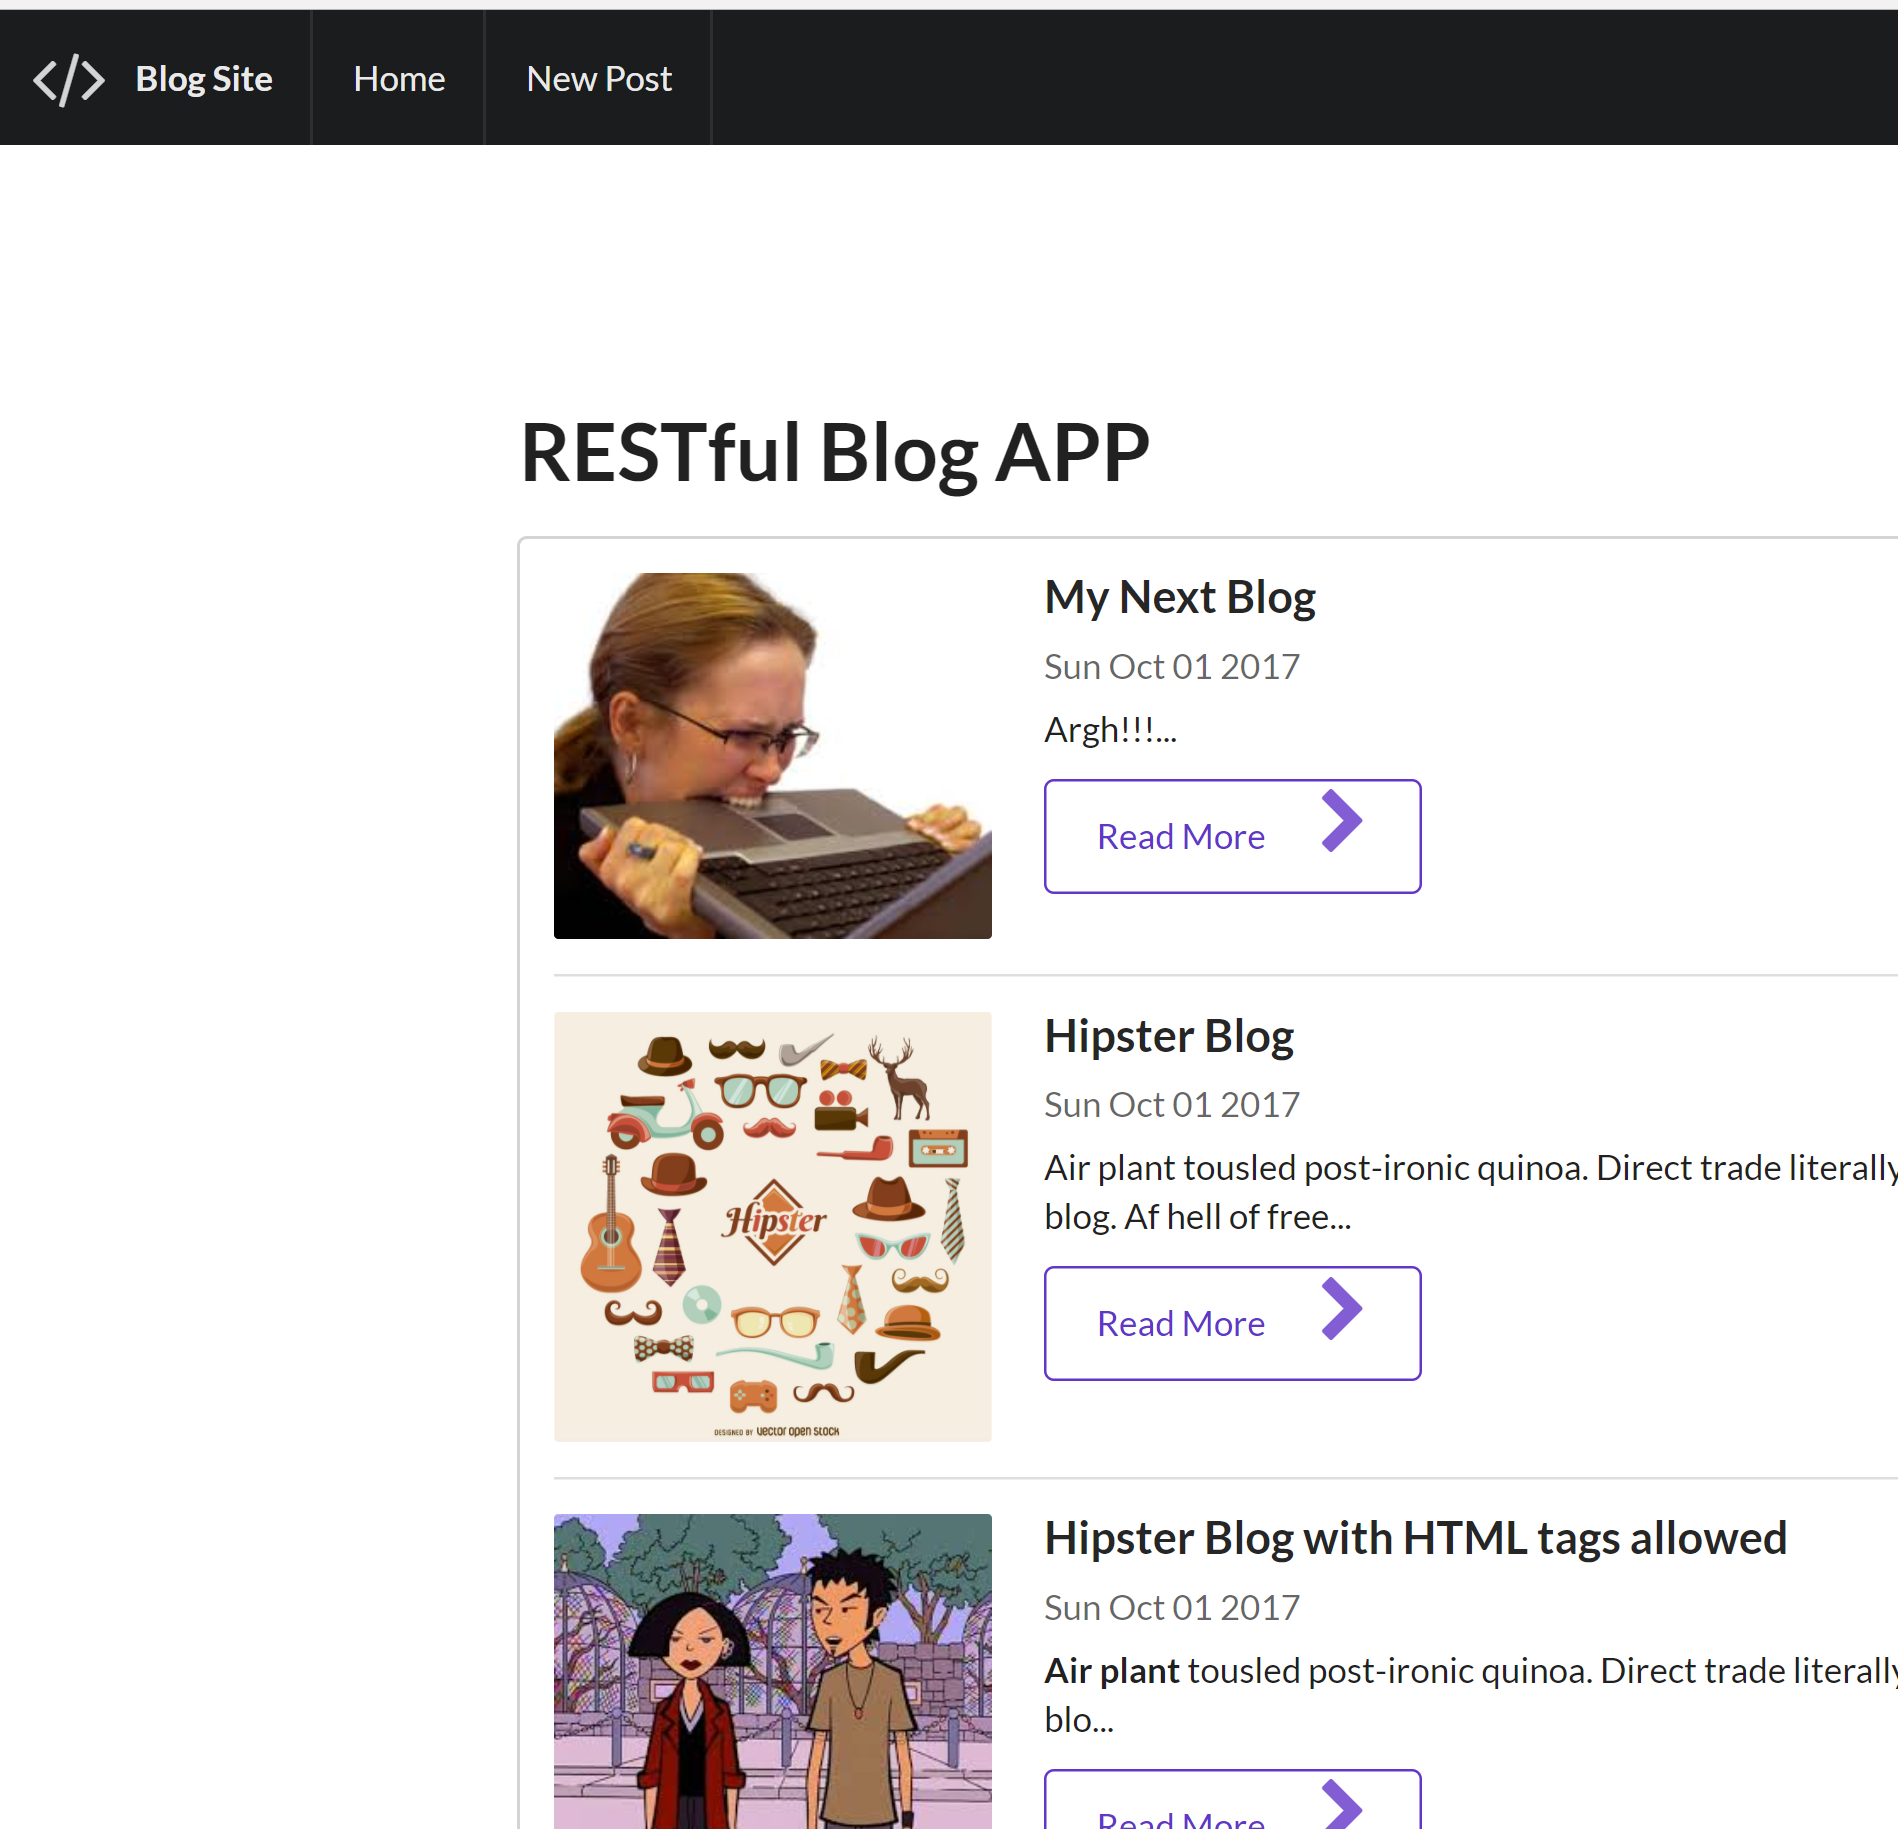 Blog Site
Home
New Post
RESTful Blog APP
My Next Blog
Sun Oct 01 2017
Argh!!!...
Read More
Hipster Blog
Sun Oct 01 2017
Air plant tousled post-ironic quinoa. Direct trade literally
blog. Af hell of free...
Read More
Hipster
DESIGNED BY vector open stock
Hipster Blog with HTML tags allowed
Sun Oct 01 2017
Air plant tousled post-ironic quinoa. Direct trade literally
blo...
Read More